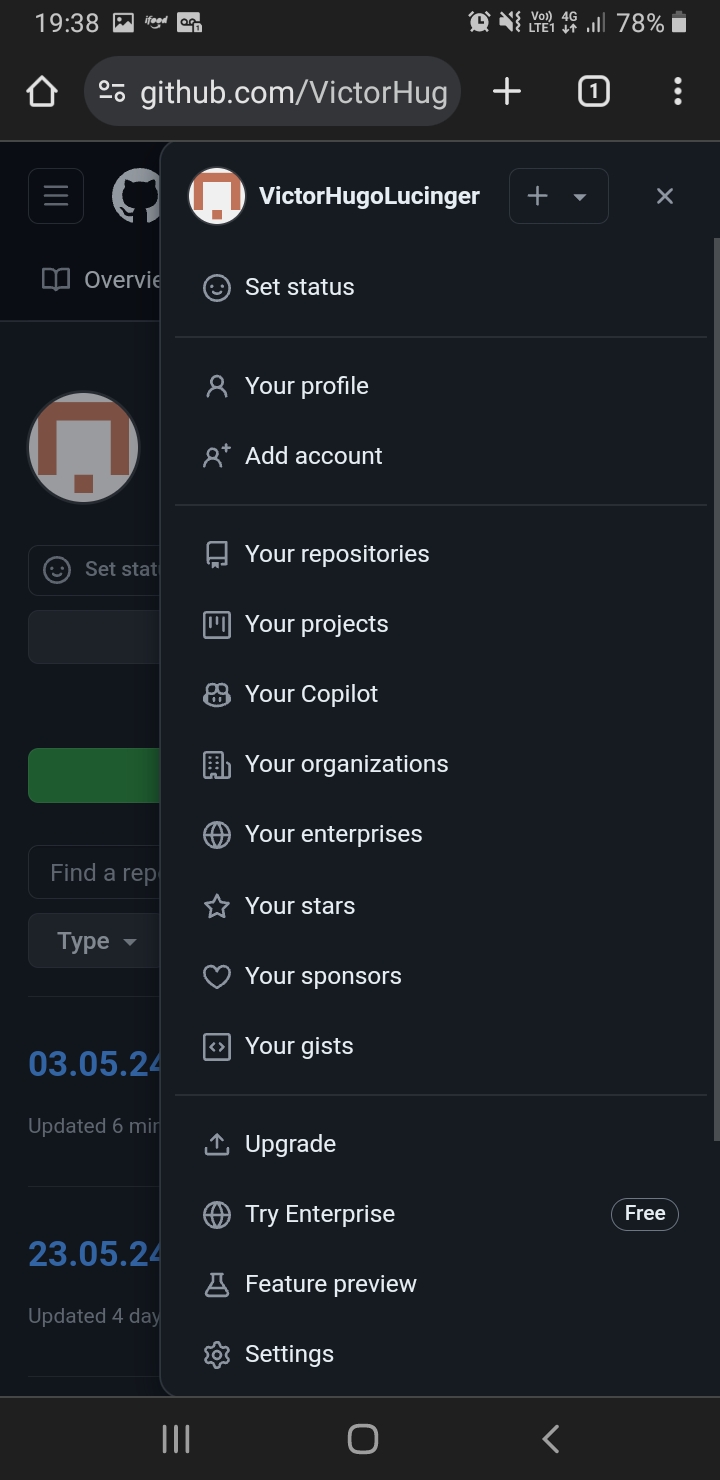 19:38 ifood Vo)) LTE1 4G 78%
github.com/VictorHug
1
VictorHugoLucinger
Overvie
Set status
Your profile
Add account
Your repositories
Set stat
Your projects
Your Copilot
Your organizations
Your enterprises
Find a rep
Your stars
Type
Your sponsors
Your gists
03.05.24
Updated 6 min
Upgrade
Try Enterprise Free
23.05.24
Feature preview
Updated 4 day
Settings